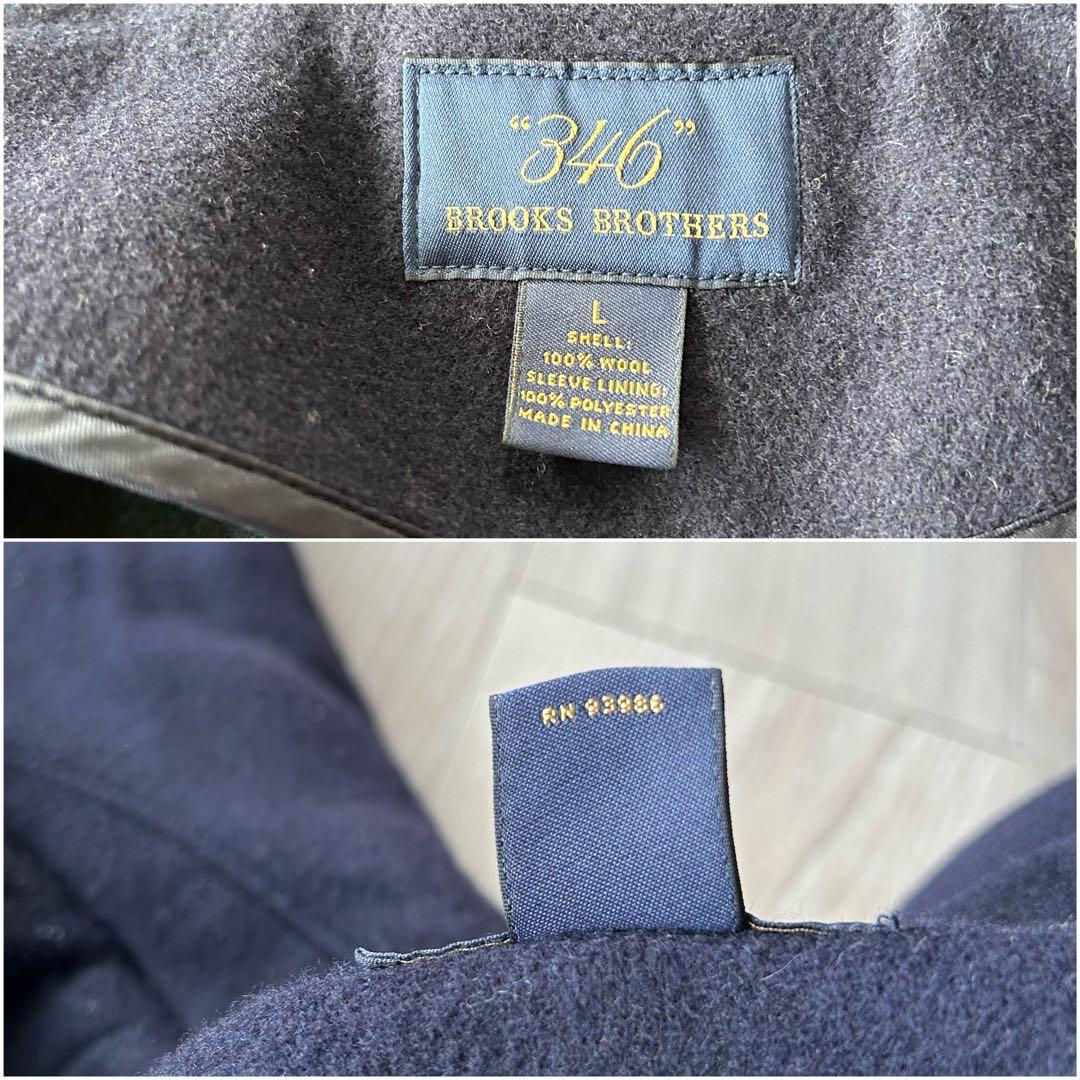 “346”
BROOKS BROTHERS
L
SHELL:
100% WOOL
SLEEVE LINING:
100% POLYESTER
MADE IN CHINA
RN 93986